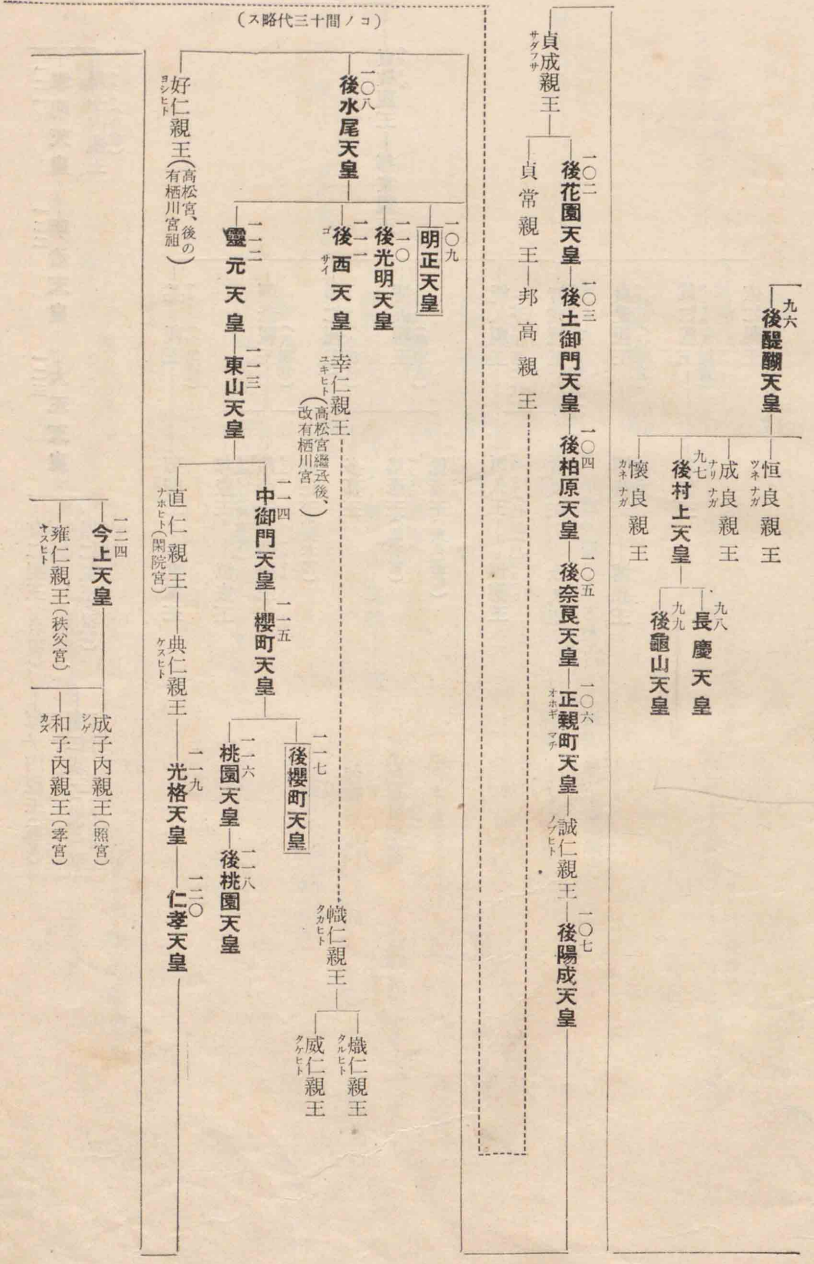 九六
後醍醐天皇
恒良親王
ツネナガ
成良親王
ナリナガ
九七
後村上天皇
懷良親王
カネナガ
九八
長慶天皇
九九
後龜山天皇
貞成親王
サダフサ
一〇二
後花園天皇
一〇三
後土御門天皇
一〇四
後柏原天皇
一〇五
後奈良天皇
一〇六
正親町天皇
オホギマチ
誠仁親王
ノブヒト
一〇七
後陽成天皇
貞常親王
邦高親王
(コノ間十三代略ス)
一〇八
後水尾天皇
好仁親王(高松宮、後の
有栖川宮祖)
ヨシヒト
一〇九
明正天皇
一一〇
後光明天皇
一一一
後西天皇
ゴサイ
幸仁親王(高松宮繼承後、
改有栖川宮)
ユキヒト
幟仁親王
タカヒト
熾仁親王
タルヒト
威仁親王
タケヒト
一一二
靈元天皇
一一三
東山天皇
一一四
中御門天皇
一一五
櫻町天皇
一一七
後櫻町天皇
一一六
桃園天皇
一一八
後桃園天皇
直仁親王(閑院宮)
ナホヒト
典仁親王
ケスヒト
一一九
光格天皇
一二〇
仁孝天皇
一二四
今上天皇
雍仁親王(秩父宮)
ヤスヒト
成子內親王(照宮)
シゲ
和子內親王(孝宮)
カズ